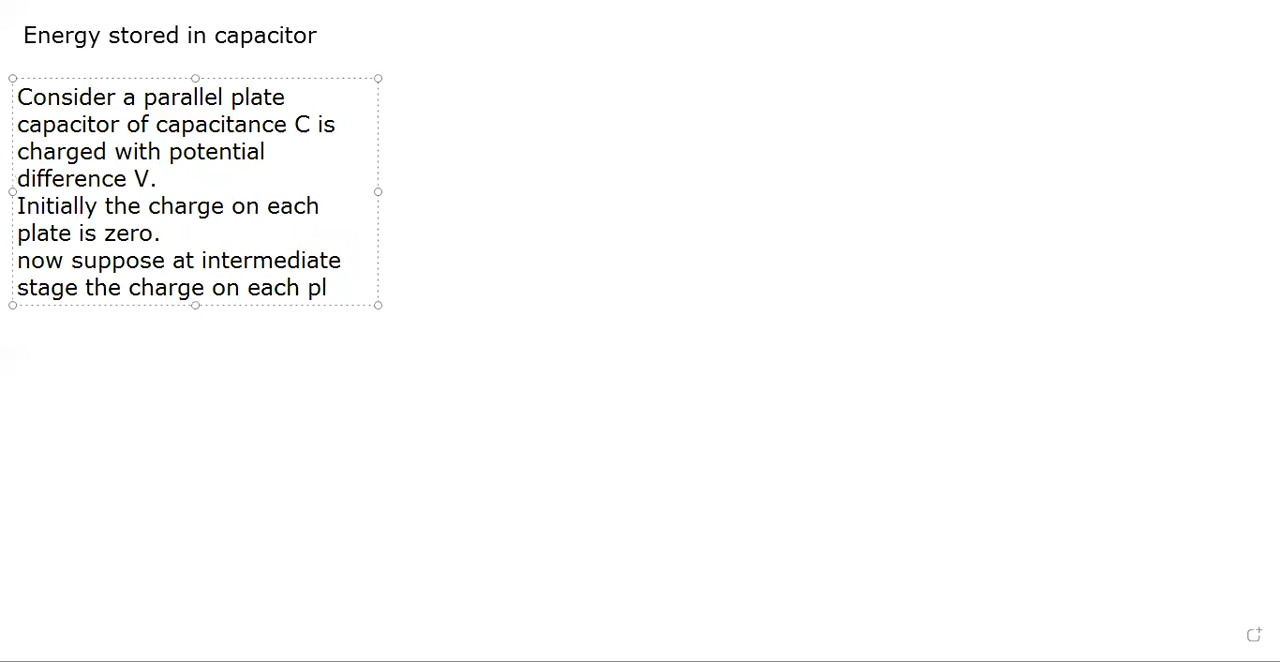 Energy stored in capacitor
Consider a parallel plate
capacitor of capacitance C is
charged with potential
difference V.
Initially the charge on each
plate is zero.
now suppose at intermediate
stage the charge on each pl